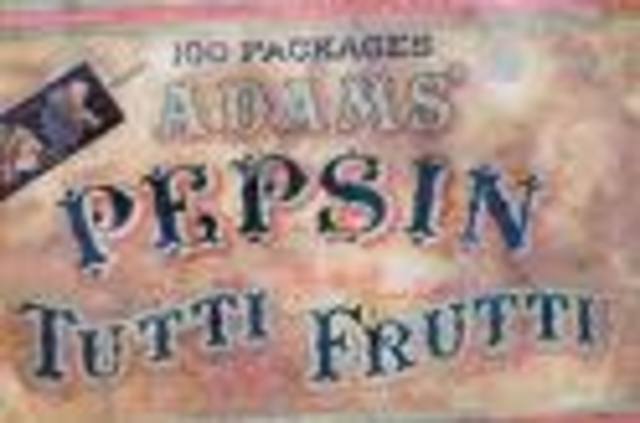 100 PACKAGES
ADAMS'
PEPSIN
TUTTI FRUTTI